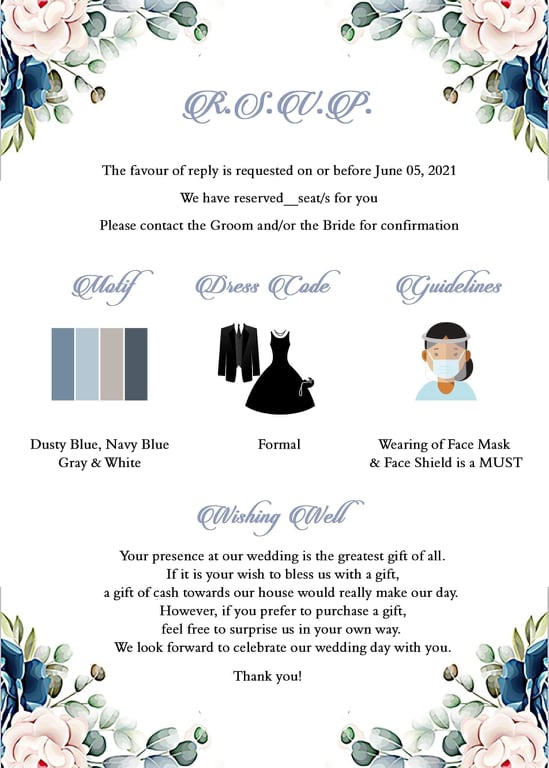 R.S.V.P.
The favour of reply is requested on or before June 05, 2021
We have reserved__seat/s for you
Please contact the Groom and/or the Bride for confirmation
Motif
Dress Code
Guidelines
Dusty Blue, Navy Blue
Gray & White
Formal
Wearing of Face Mask
& Face Shield is a MUST
Wishing Well
Your presence at our wedding is the greatest gift of all.
If it is your wish to bless us with a gift,
a gift of cash towards our house would really make our day.
However, if you prefer to purchase a gift,
feel free to surprise us in your own way.
We look forward to celebrate our wedding day with you.
Thank you!